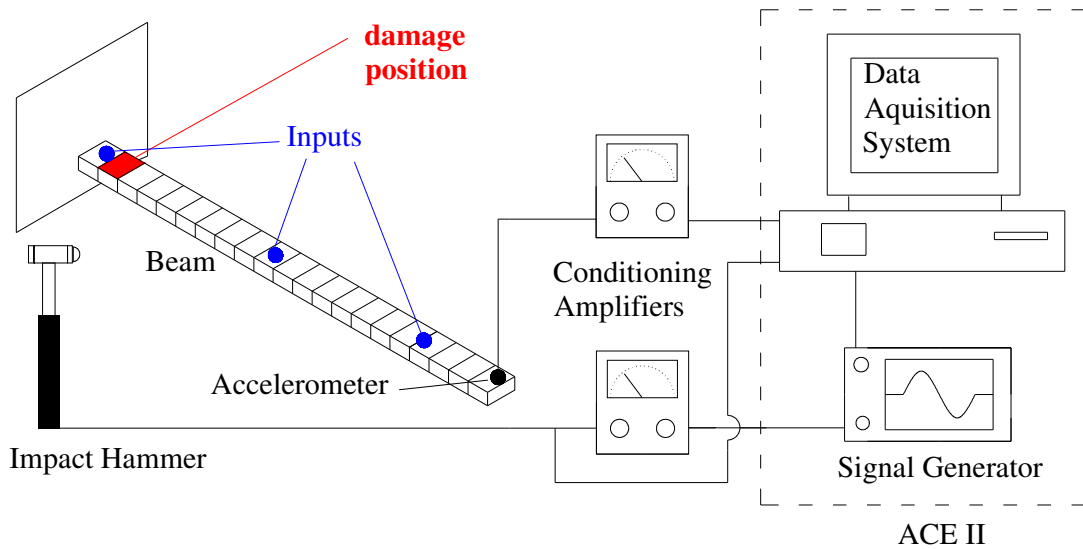 damage
position
Inputs
Data
Aquisition
System
Beam
Conditioning
Amplifiers
Accelerometer
Impact Hammer
Signal Generator
ACE II